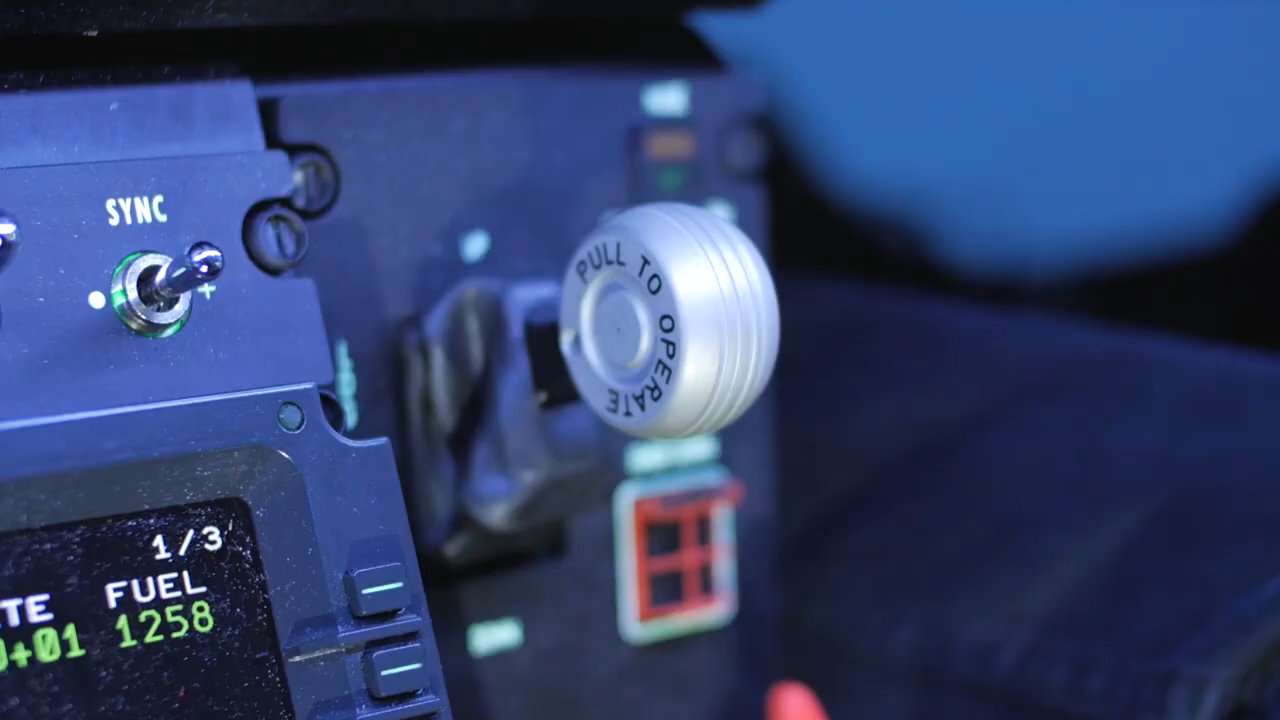 SYNC
+
PULL TO OPERATE
1/3
TE FUEL
0+01 1258